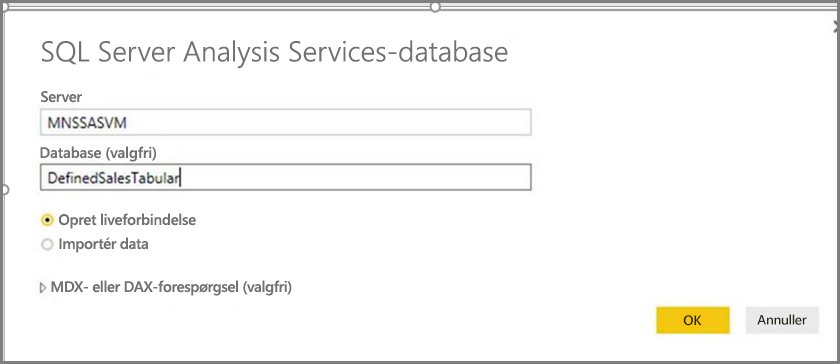 SQL Server Analysis Services-database
Server
MNSSASVM
Database (valgfri)
DefinedSalesTabular
Opret liveforbindelse
Importér data
MDX- eller DAX-forespørgsel (valgfri)
OK
Annuller